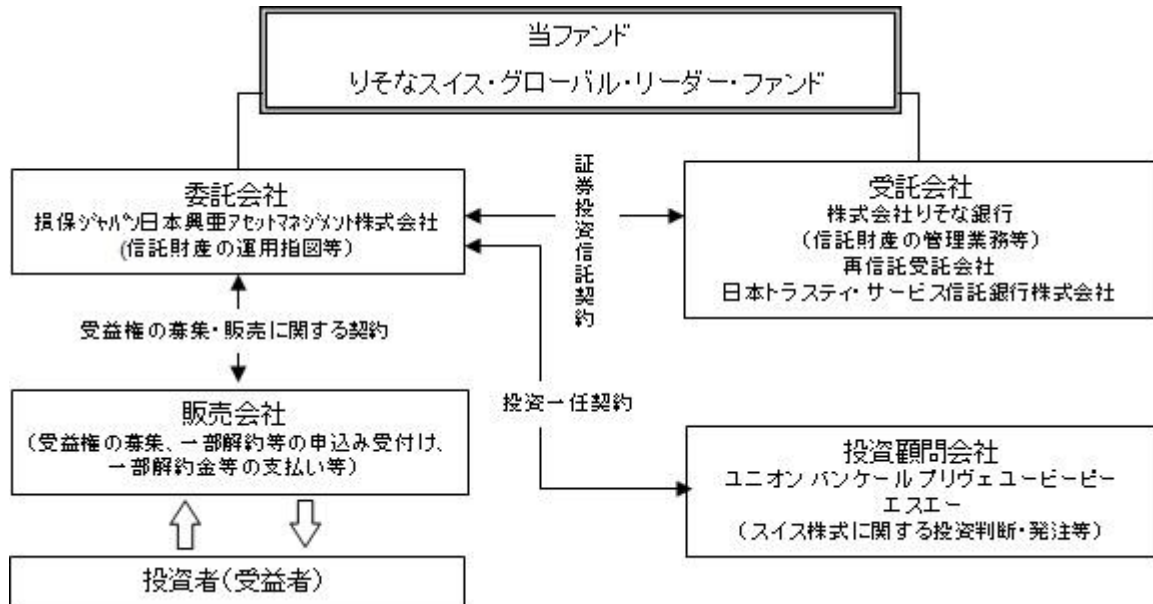 当ファンド
りそなスイス・グローバル・リーダー・ファンド
委託会社
損保ｼﾞｬﾊﾟﾝ日本興亜ｱｾｯﾄﾏﾈｼﾞﾒﾝﾄ株式会社
(信託財産の運用指図等)
証券投資信託契約
受託会社
株式会社りそな銀行
(信託財産の管理業務等)
再信託受託会社
日本トラスティ・サービス信託銀行株式会社
受益権の募集・販売に関する契約
販売会社
(受益権の募集、一部解約等の申込み受付け、
一部解約金等の支払い等)
投資一任契約
投資顧問会社
ユニオン バンケール プリヴェ ユービーピー
エスエー
(スイス株式に関する投資判断・発注等)
投資者(受益者)